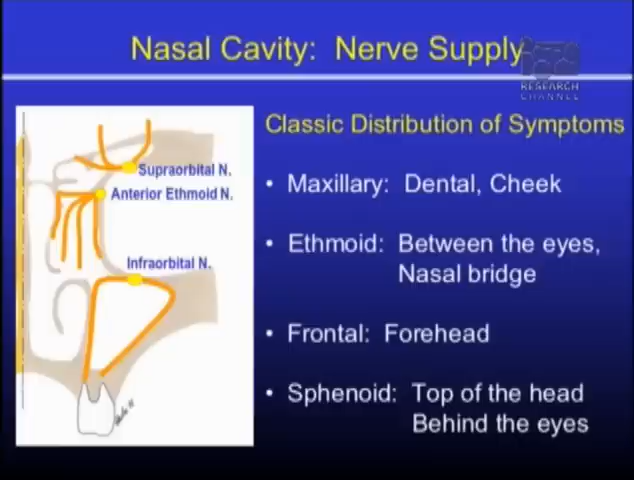 Nasal Cavity: Nerve Supply
RESEARCH
CHANNEL
Classic Distribution of Symptoms
Supraorbital N.
Anterior Ethmoid N.
Infraorbital N.
• Maxillary: Dental, Cheek
• Ethmoid: Between the eyes,
Nasal bridge
• Frontal: Forehead
• Sphenoid: Top of the head
Behind the eyes